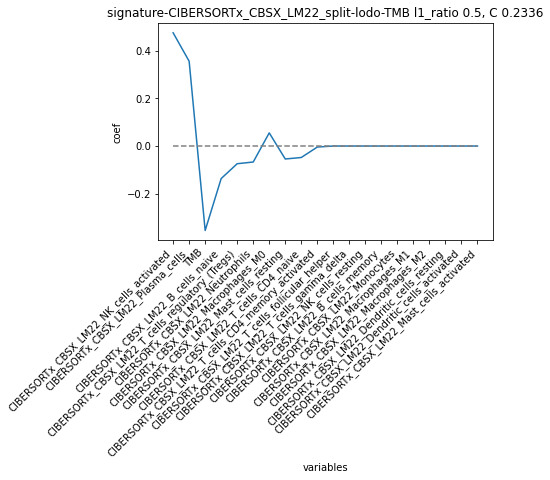 signature-CIBERSORTx_CBSX_LM22_split-lodo-TMB l1_ratio 0.5, C 0.2336
0.4
0.2
0.0
−0.2
coef
CIBERSORTx_CBSX_LM22_NK_cells_activated
CIBERSORTx_CBSX_LM22_Plasma_cells
TMB
CIBERSORTx_CBSX_LM22_B_cells_naive
CIBERSORTx_CBSX_LM22_T_cells_regulatory_(Tregs)
CIBERSORTx_CBSX_LM22_Neutrophils
CIBERSORTx_CBSX_LM22_Macrophages_M0
CIBERSORTx_CBSX_LM22_Mast_cells_resting
CIBERSORTx_CBSX_LM22_T_cells_CD4_naive
CIBERSORTx_CBSX_LM22_T_cells_CD4_memory_activated
CIBERSORTx_CBSX_LM22_T_cells_follicular_helper
CIBERSORTx_CBSX_LM22_T_cells_gamma_delta
CIBERSORTx_CBSX_LM22_NK_cells_resting
CIBERSORTx_CBSX_LM22_B_cells_memory
CIBERSORTx_CBSX_LM22_Monocytes
CIBERSORTx_CBSX_LM22_Macrophages_M1
CIBERSORTx_CBSX_LM22_Macrophages_M2
CIBERSORTx_CBSX_LM22_Dendritic_cells_resting
CIBERSORTx_CBSX_LM22_Dendritic_cells_activated
CIBERSORTx_CBSX_LM22_Mast_cells_activated
variables